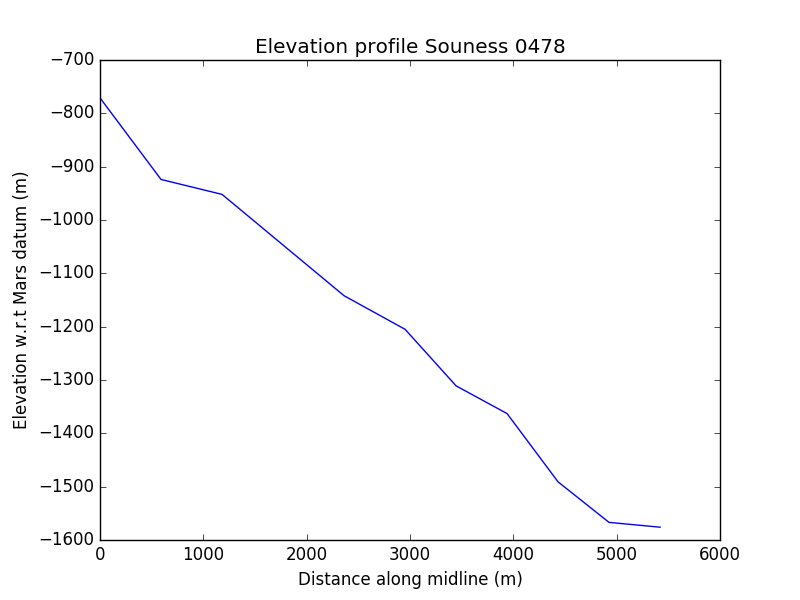 Elevation profile Souness 0478
−700
−800
−900
−1000
−1100
−1200
−1300
−1400
−1500
−1600
Elevation w.r.t Mars datum (m)
0 1000 2000 3000 4000 5000 6000
Distance along midline (m)